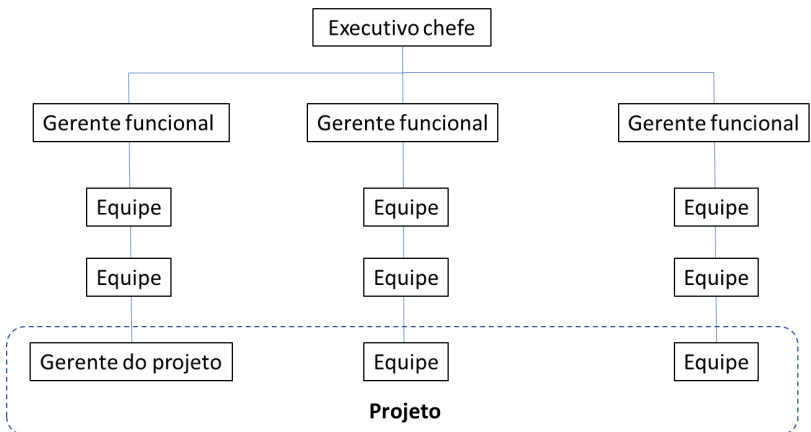 Executivo chefe
Gerente funcional
Gerente funcional
Gerente funcional
Equipe
Equipe
Equipe
Equipe
Equipe
Equipe
Gerente do projeto
Equipe
Equipe
Projeto